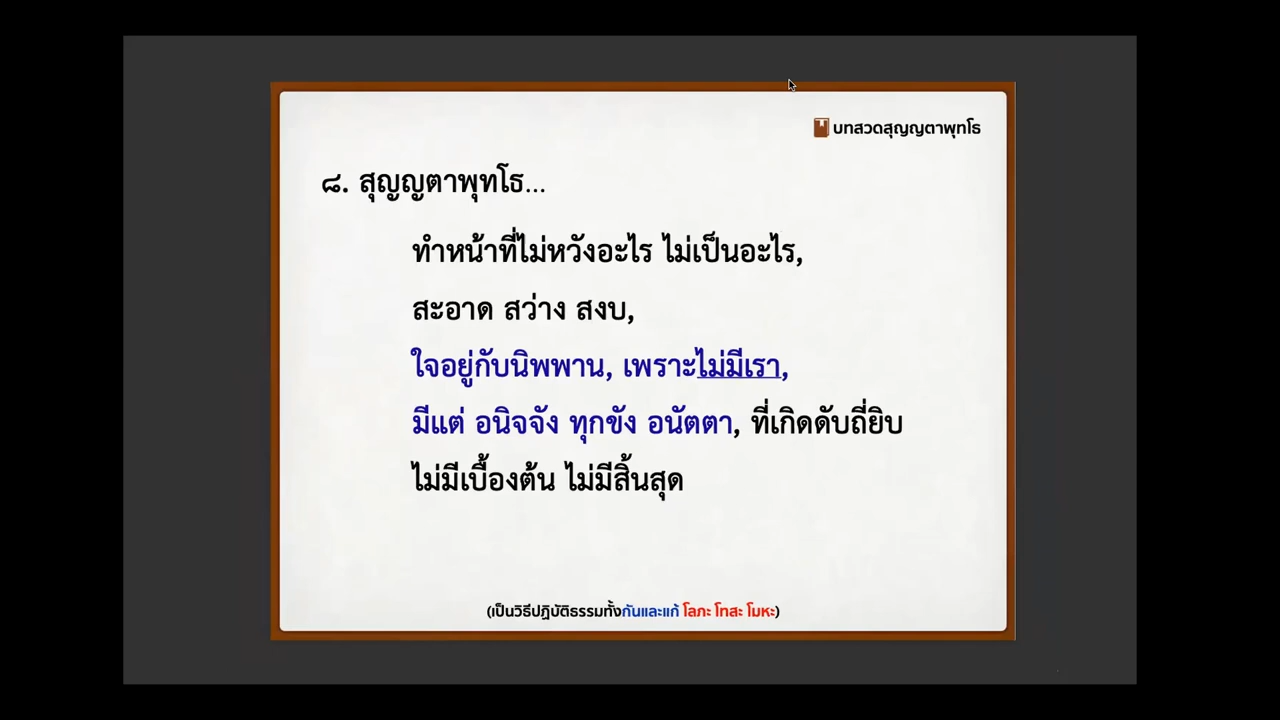 บทสวดสุญญตาพุทโธ
๘. สุญญตาพุทโธ...
ทำหน้าที่ไม่หวังอะไร ไม่เป็นอะไร,
สะอาด สว่าง สงบ,
ใจอยู่กับนิพพาน, เพราะไม่มีเรา,
มีแต่ อนิจจัง ทุกขัง อนัตตา, ที่เกิดดับถี่ยิบ
ไม่มีเบื้องต้น ไม่มีสิ้นสุด
(เป็นวิธีปฏิบัติธรรมทั้งกันและแก้ โลภะ โทสะ โมหะ)